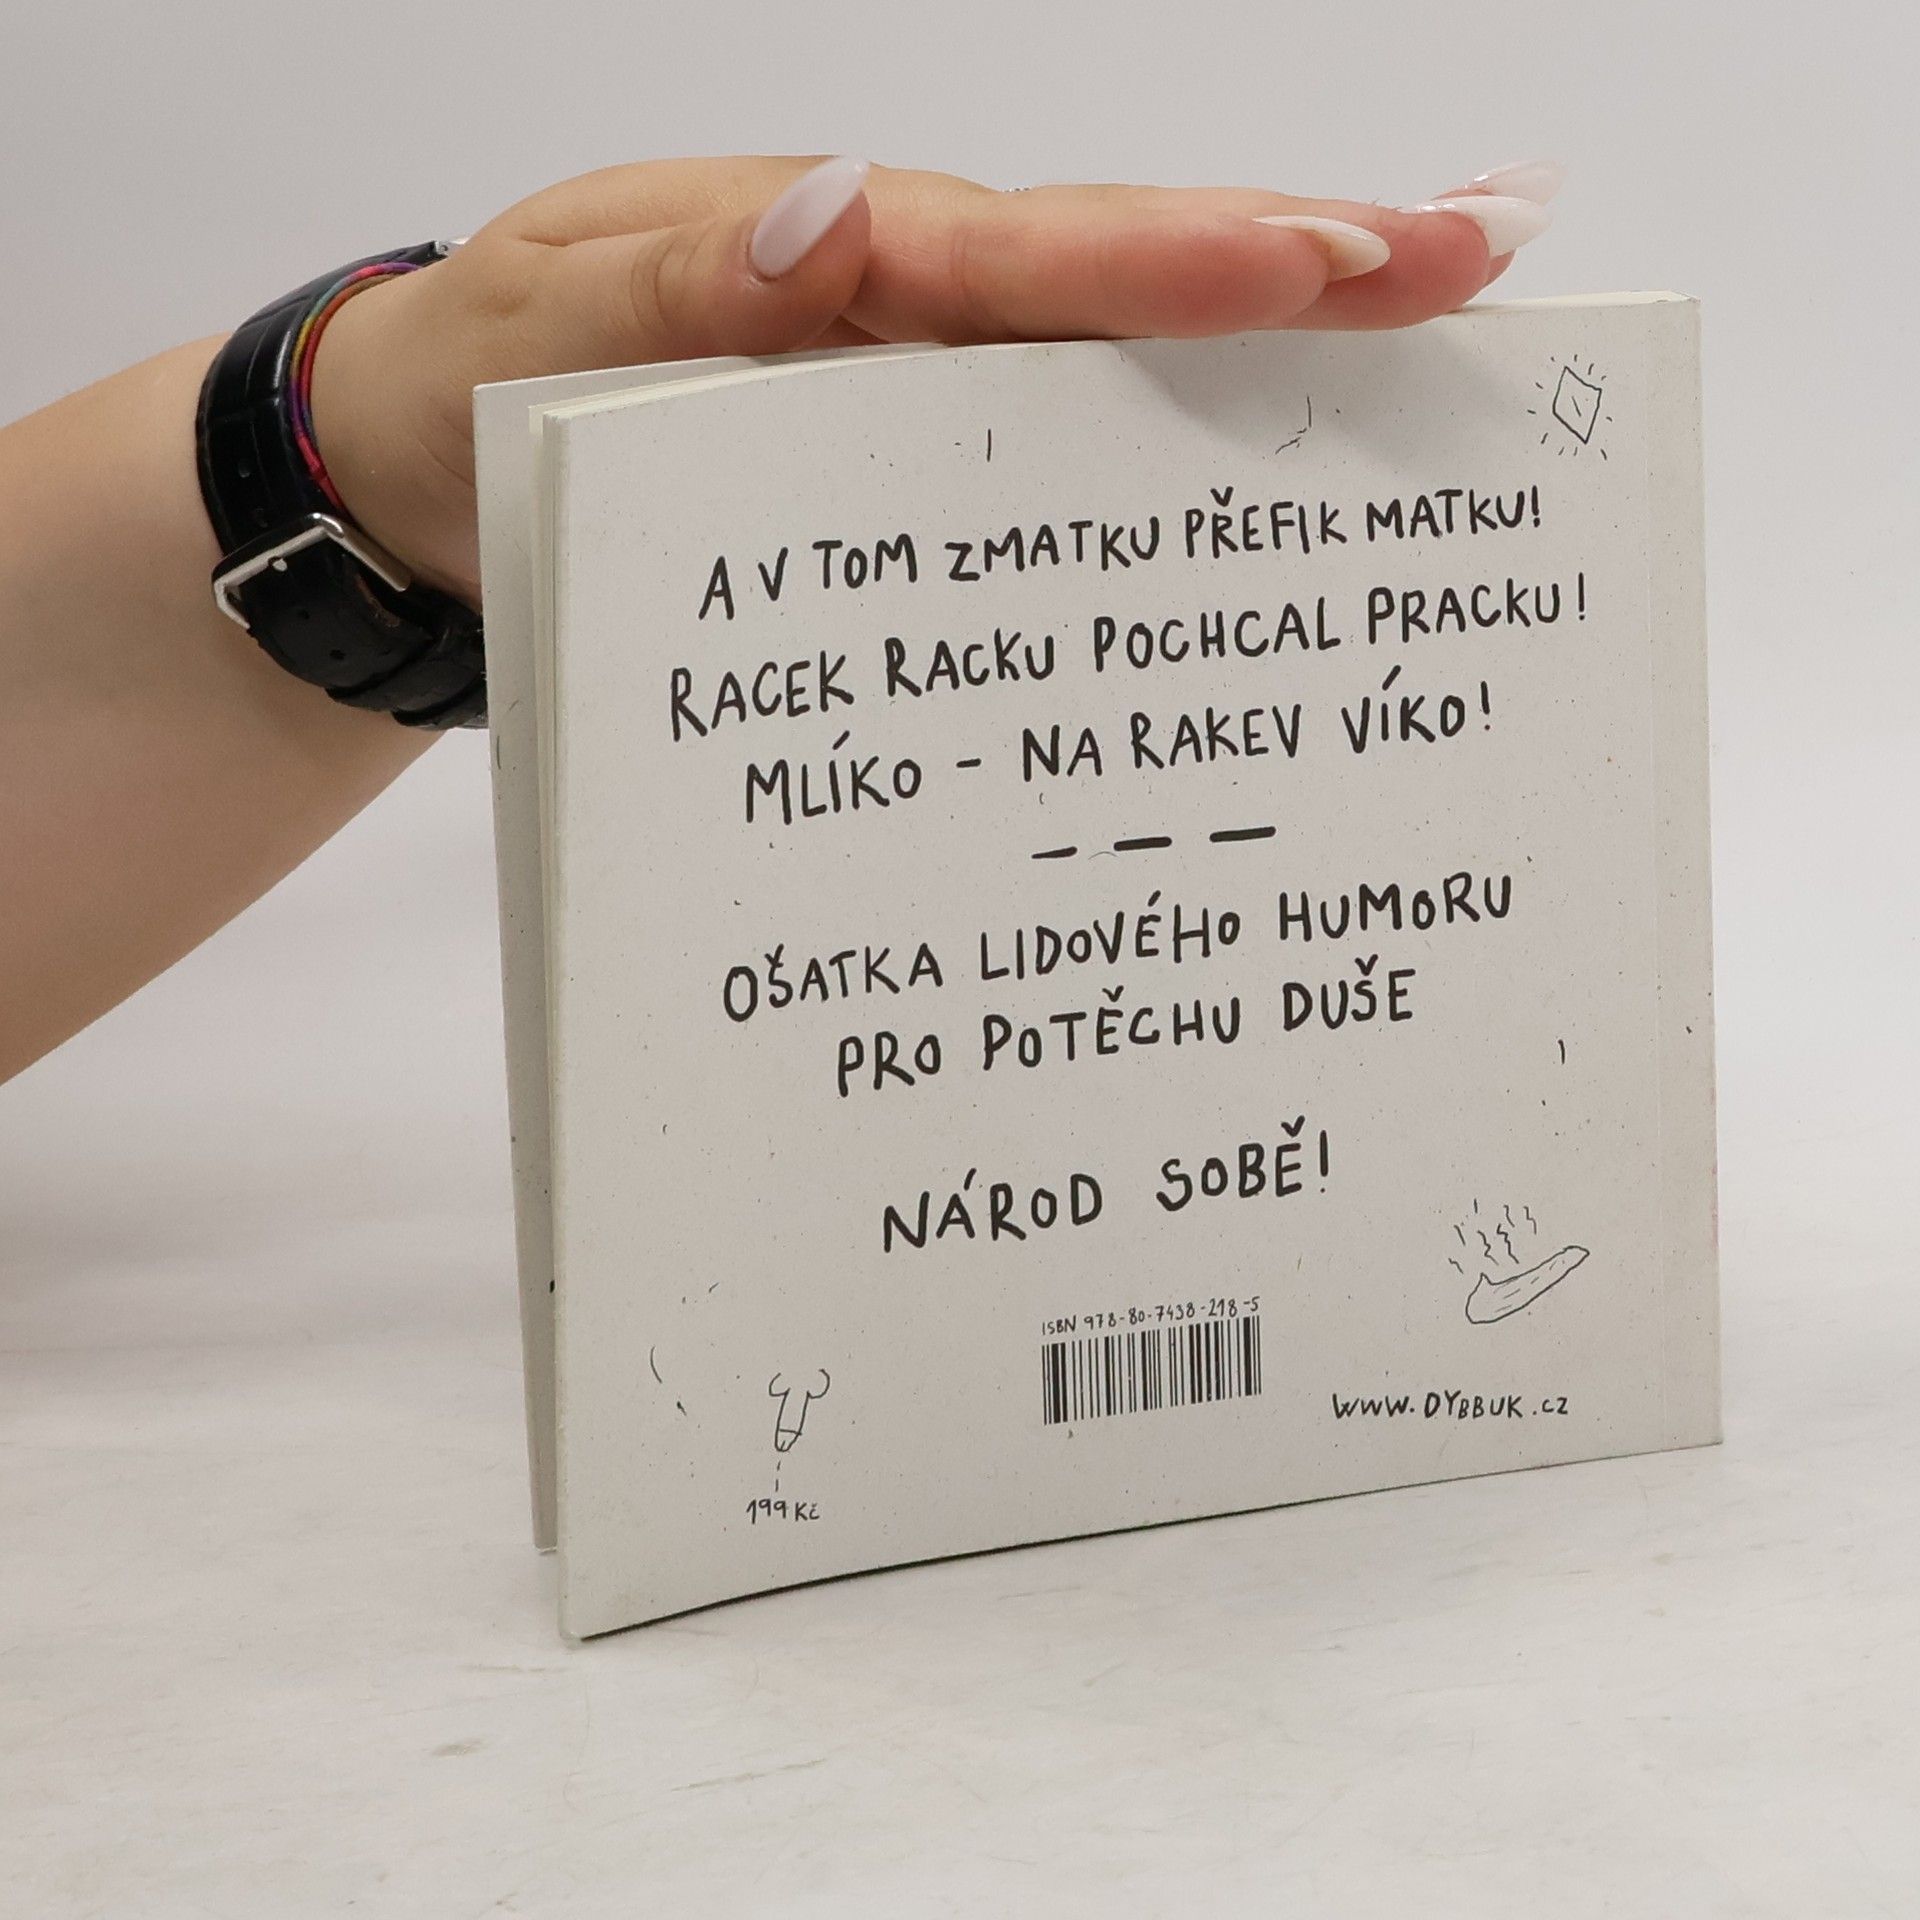 A V TOM ZMATKU PŘEFIK MATKU!
RACEK RACKU POCHCAL PRACKU!
MLÍKO - NA RAKEV VÍKO!
OŠATKA LIDOVÉHO HUMORU
PRO POTĚCHU DUŠE
NÁROD SOBĚ!
ISBN 978-80-7438-218-5
WWW.DYBBUK.CZ
199 Kč